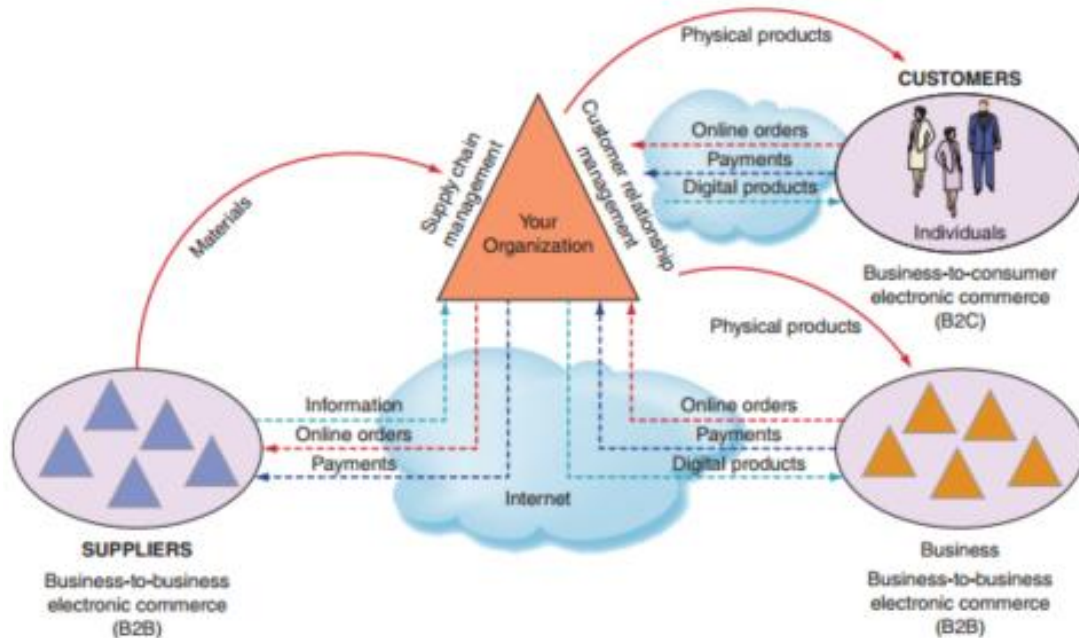 Physical products
CUSTOMERS
Online orders
Payments
Digital products
Individuals
Business-to-consumer
electronic commerce
(B2C)
Supply chain
management
Customer relationship
management
Your
Organization
Materials
Physical products
Information
Online orders
Payments
Internet
Online orders
Payments
Digital products
SUPPLIERS
Business-to-business
electronic commerce
(B2B)
Business
Business-to-business
electronic commerce
(B2B)